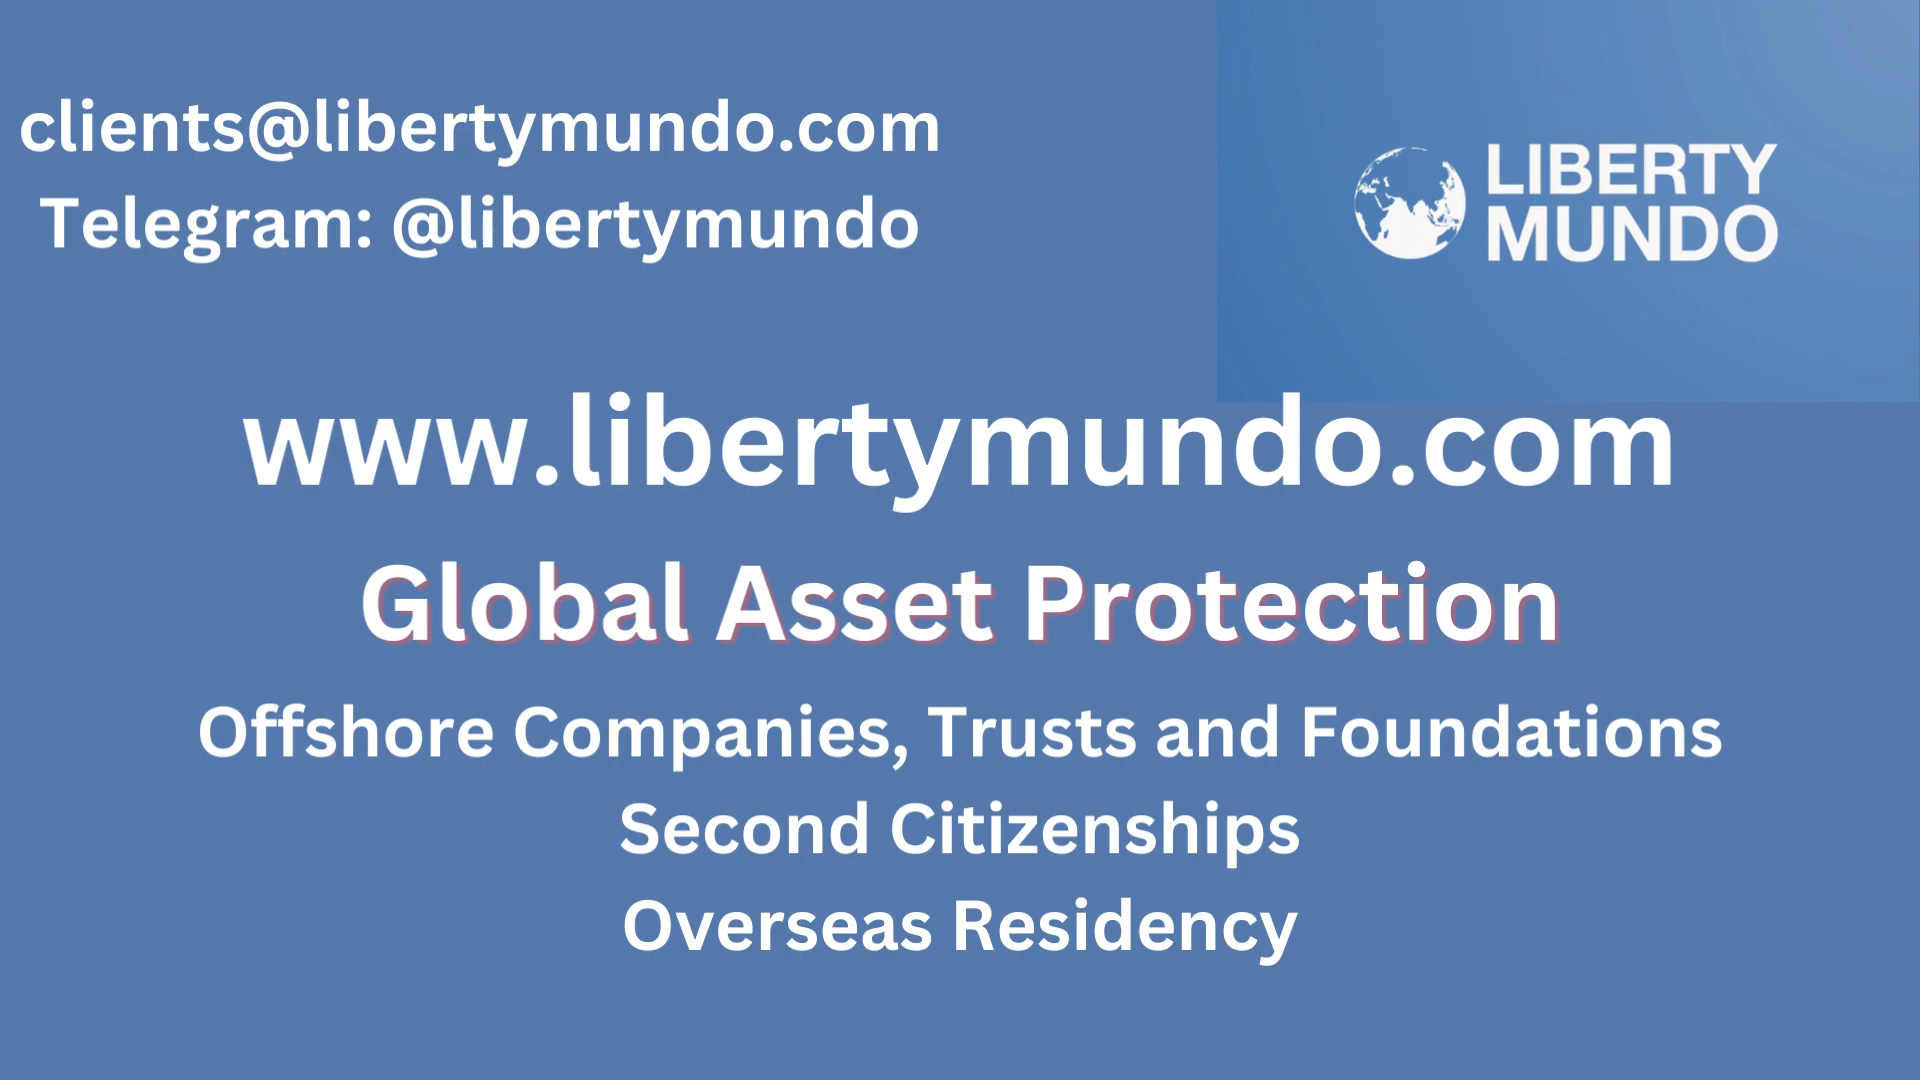 clients@libertymundo.com
Telegram: @libertymundo
LIBERTY
MUNDO
www.libertymundo.com
Global Asset Protection
Offshore Companies, Trusts and Foundations
Second Citizenships
Overseas Residency